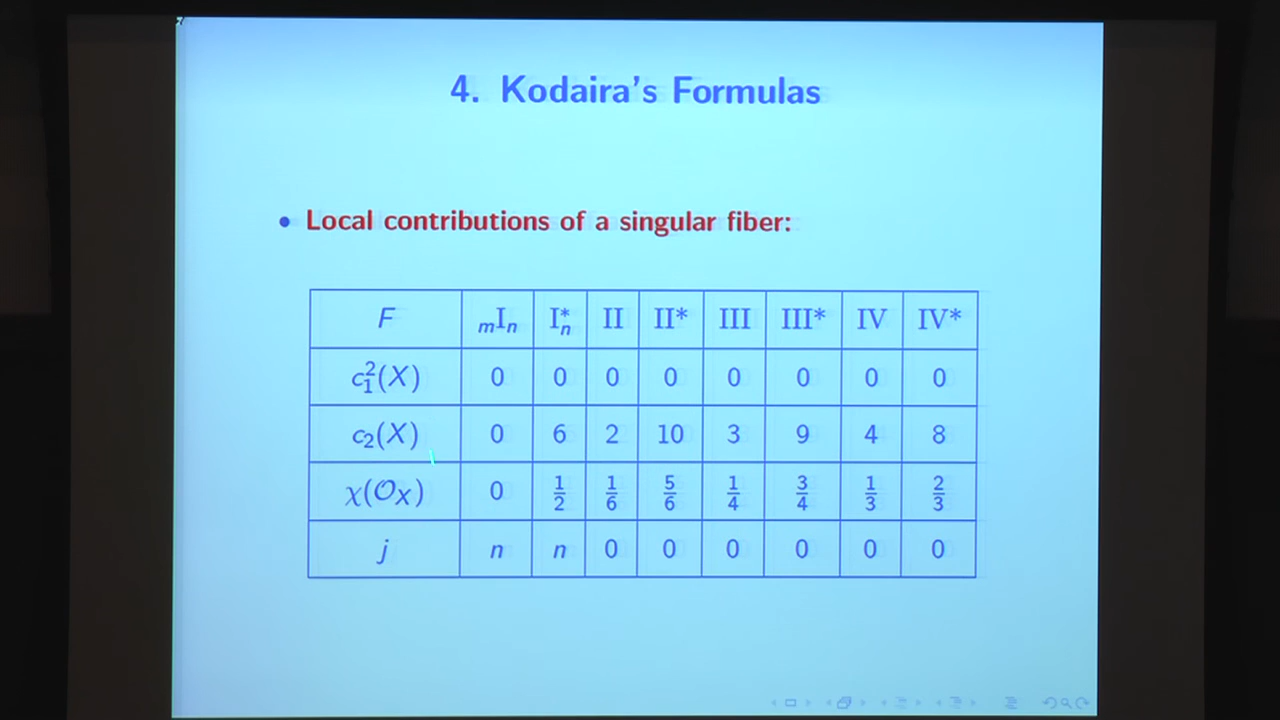 4. Kodaira's Formulas
• Local contributions of a singular fiber:
F mIn I*n II II* III III* IV IV*
c₁²(X) 0 0 0 0 0 0 0 0
c₂(X) 0 6 2 10 3 9 4 8
χ(𝒪X) 0 1/2 1/6 5/6 1/4 3/4 1/3 2/3
j n n 0 0 0 0 0 0